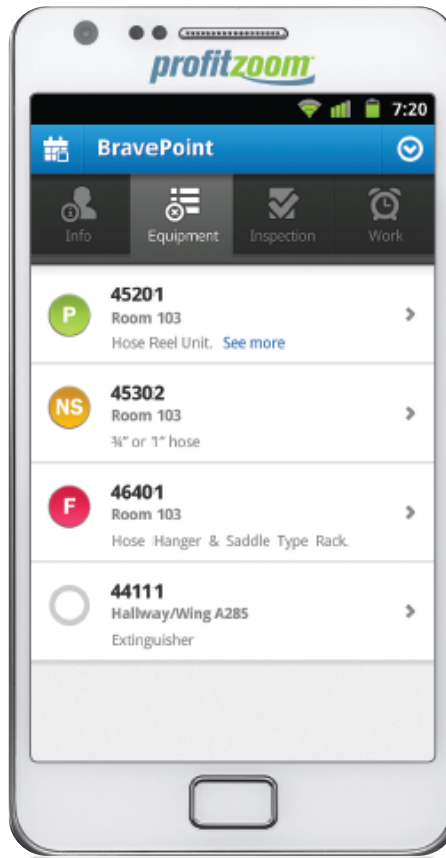 profitzoom
7:20
BravePoint
Info
Equipment
Inspection
Work
P
45201
Room 103
Hose Reel Unit. See more
NS
45302
Room 103
¾" or 1" hose
F
46401
Room 103
Hose Hanger & Saddle Type Rack.
44111
Hallway/Wing A285
Extinguisher